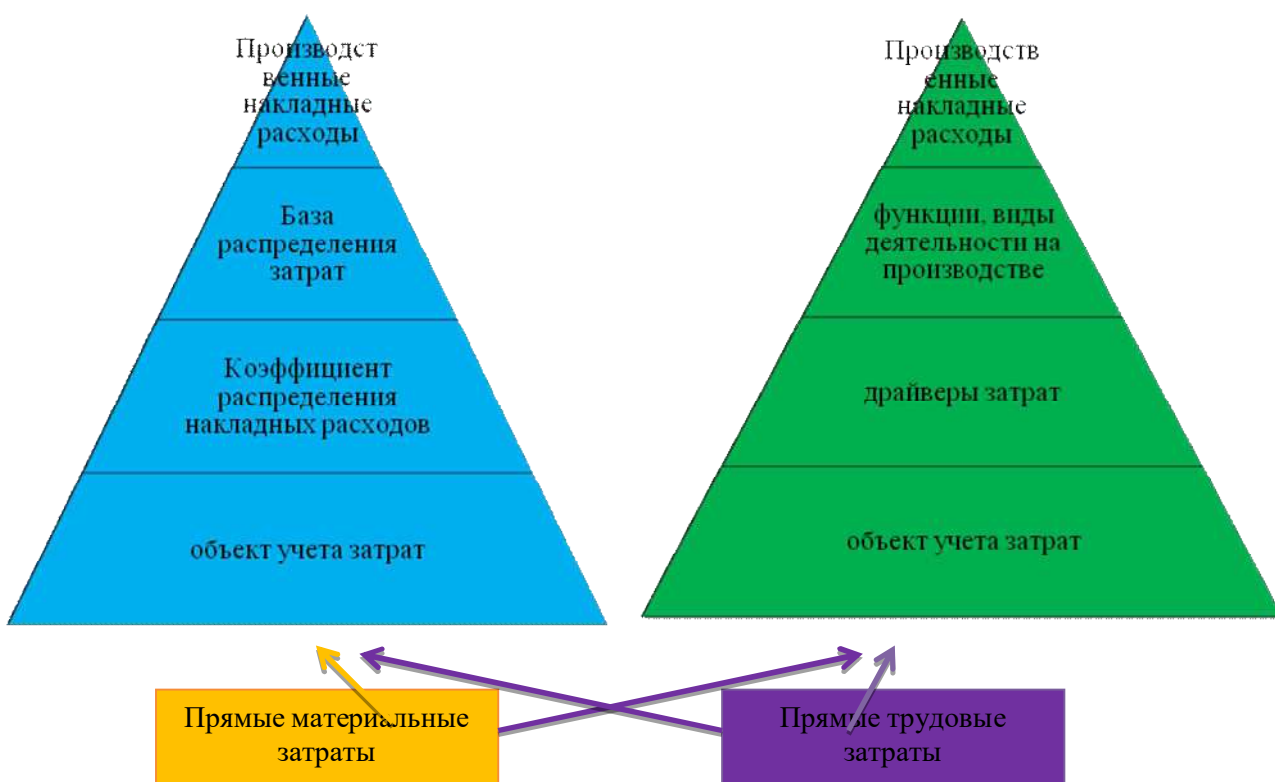 Производст
венные
накладные
расходы
База
распределения
затрат
Коэффициент
распределения
накладных расходов
объект учета затрат
Производств
енные
накладные
расходы
функции, виды
деятельности на
производстве
драйверы затрат
объект учета затрат
Прямые материальные
затраты
Прямые трудовые
затраты